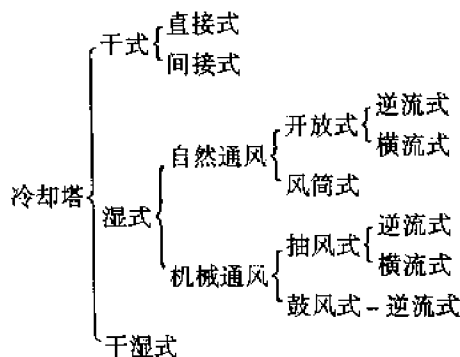 直接式
干式
间接式
逆流式
开放式
横流式
自然通风
风筒式
冷却塔
湿式
逆流式
抽风式
横流式
机械通风
鼓风式-逆流式
干湿式